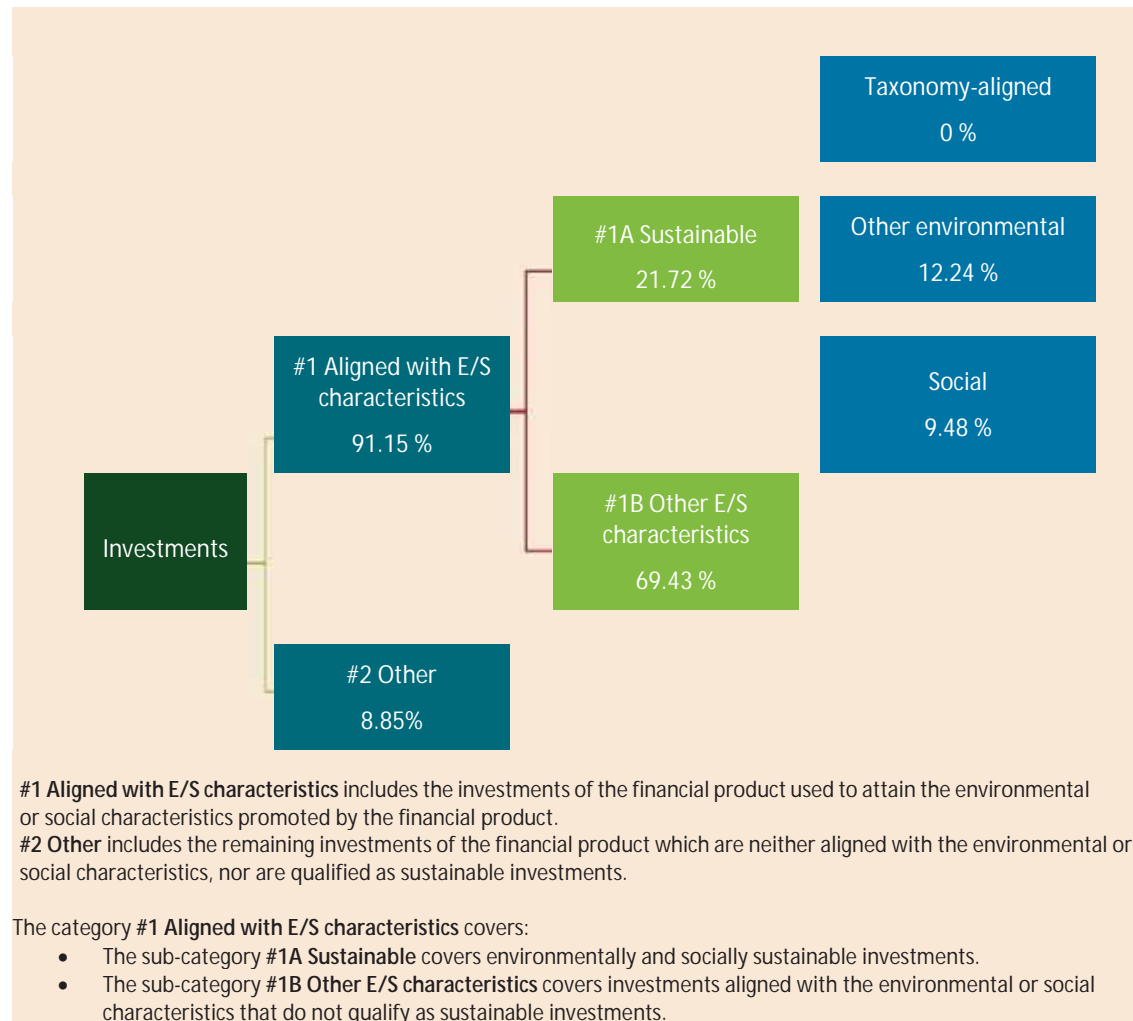 Taxonomy-aligned
0 %
#1A Sustainable
21.72 %
Other environmental
12.24 %
#1 Aligned with E/S
characteristics
91.15 %
Social
9.48 %
Investments
#1B Other E/S
characteristics
69.43 %
#2 Other
8.85%
#1 Aligned with E/S characteristics includes the investments of the financial product used to attain the environmental
or social characteristics promoted by the financial product.
#2 Other includes the remaining investments of the financial product which are neither aligned with the environmental or
social characteristics, nor are qualified as sustainable investments.
The category #1 Aligned with E/S characteristics covers:
• The sub-category #1A Sustainable covers environmentally and socially sustainable investments.
• The sub-category #1B Other E/S characteristics covers investments aligned with the environmental or social
characteristics that do not qualify as sustainable investments.